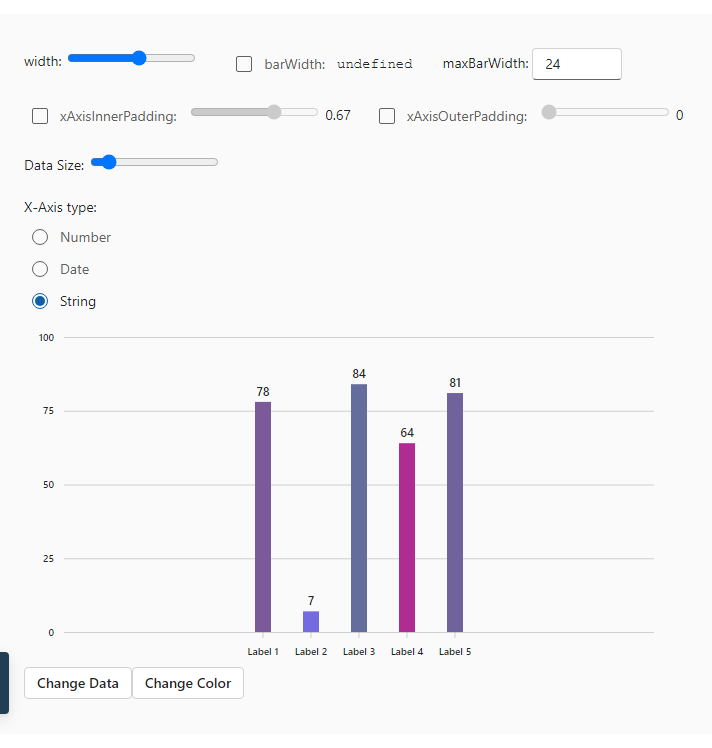 width: barWidth: undefined maxBarWidth: 24
xAxisInnerPadding: 0.67 xAxisOuterPadding: 0
Data Size:
X-Axis type:
Number
Date
String
100
84
81
78
75
64
50
25
7
0
Label 1 Label 2 Label 3 Label 4 Label 5
Change Data Change Color